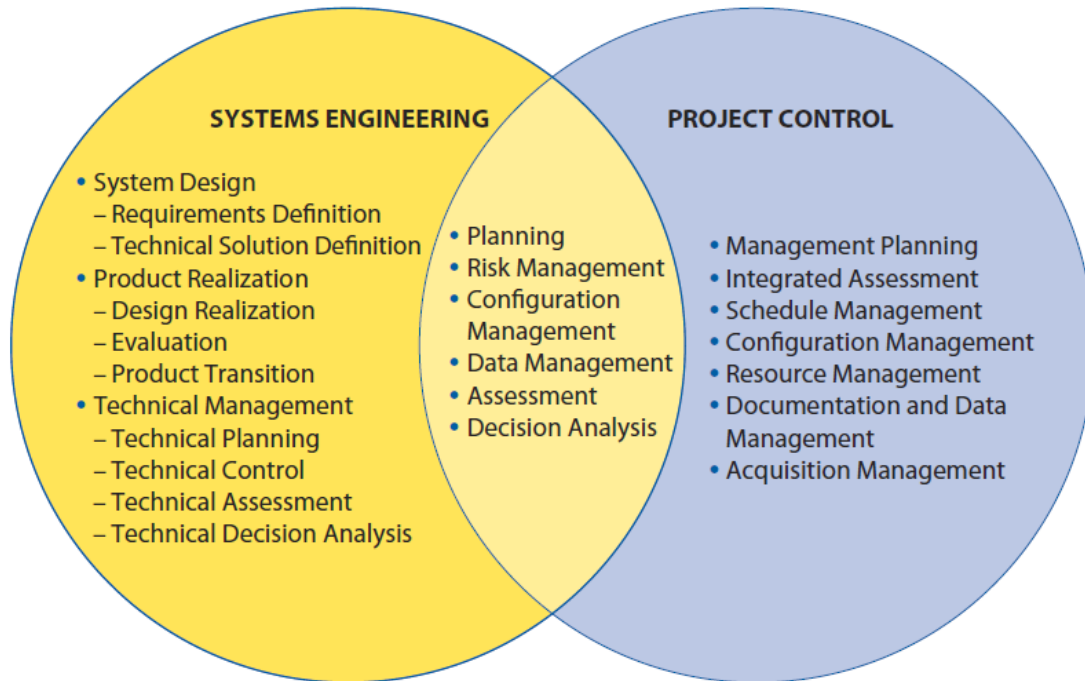 SYSTEMS ENGINEERING
• System Design
– Requirements Definition
– Technical Solution Definition
• Product Realization
– Design Realization
– Evaluation
– Product Transition
• Technical Management
– Technical Planning
– Technical Control
– Technical Assessment
– Technical Decision Analysis
• Planning
• Risk Management
• Configuration
Management
• Data Management
• Assessment
• Decision Analysis
PROJECT CONTROL
• Management Planning
• Integrated Assessment
• Schedule Management
• Configuration Management
• Resource Management
• Documentation and Data
Management
• Acquisition Management